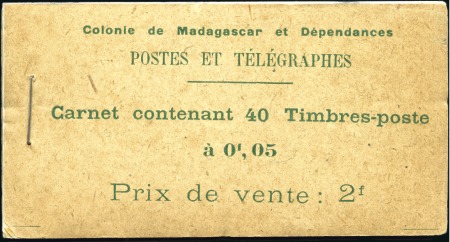 Colonie de Madagascar et Dépendances
POSTES ET TÉLÉGRAPHES
Carnet contenant 40 Timbres-poste
à 0ᶠ, 05
Prix de vente : 2ᶠ